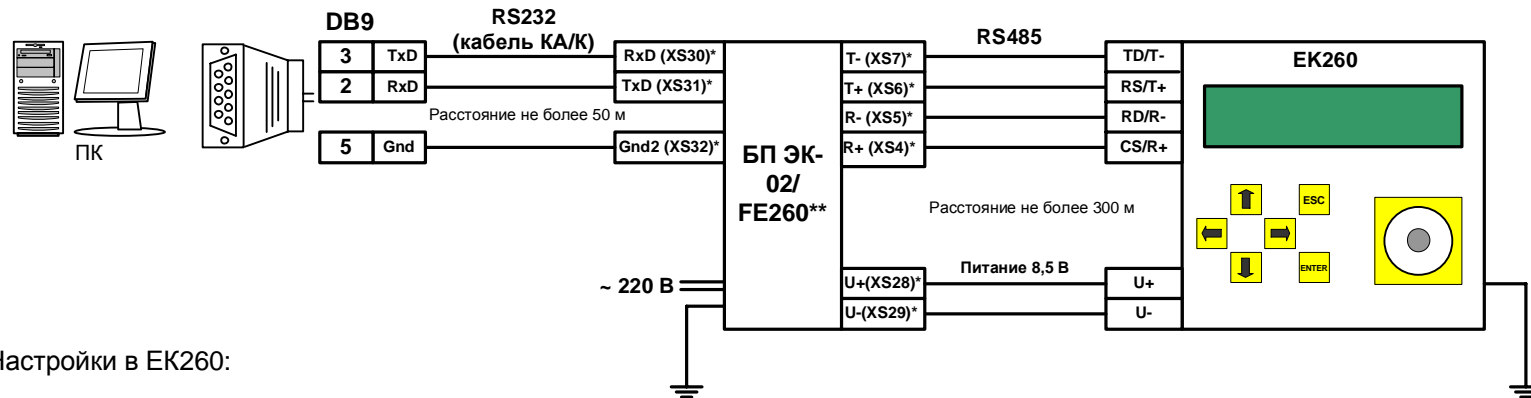 DB9
RS232
(кабель КА/К)
3 TxD
2 RxD
5 Gnd
Расстояние не более 50 м
ПК
RxD (XS30)*
TxD (XS31)*
Gnd2 (XS32)*
БП ЭК-
02/
FE260**
~ 220 В
T- (XS7)*
T+ (XS6)*
R- (XS5)*
R+ (XS4)*
U+(XS28)*
U-(XS29)*
RS485
Расстояние не более 300 м
Питание 8,5 В
TD/T-
RS/T+
RD/R-
CS/R+
U+
U-
EK260
ESC
ENTER
Настройки в ЕК260: